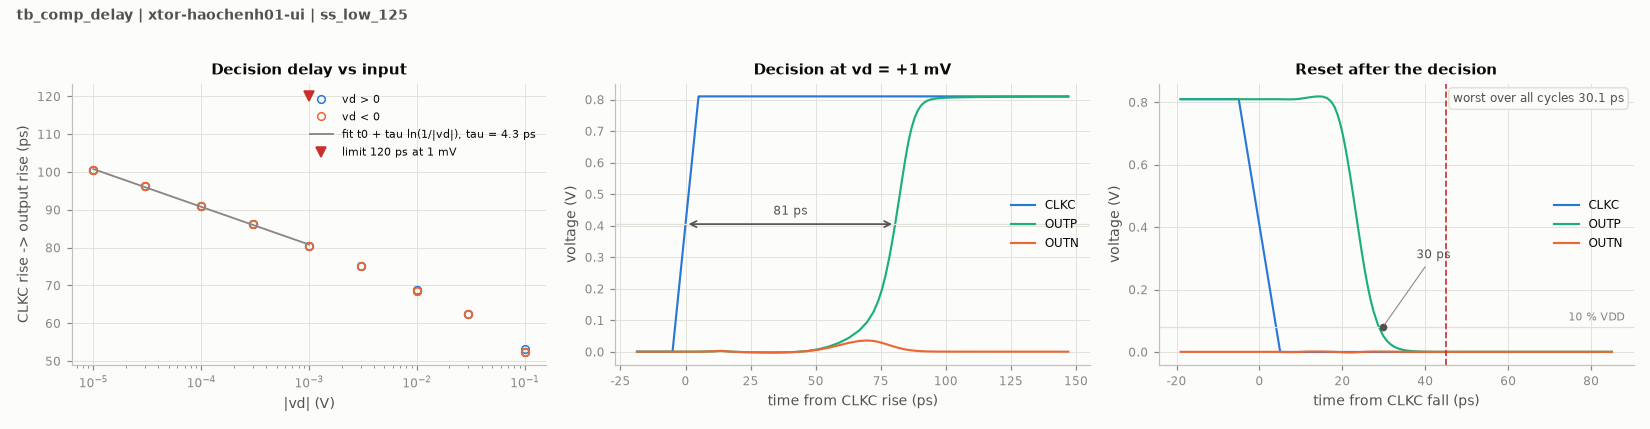 tb_comp_delay | xtor-haochenh01-ui | ss_low_125
Decision delay vs input
CLKC rise -> output rise (ps)
120
110
100
90
80
70
60
50
vd > 0
vd < 0
fit t0 + tau ln(1/|vd|), tau = 4.3 ps
limit 120 ps at 1 mV
10⁻⁵
10⁻⁴
10⁻³
10⁻²
10⁻¹
|vd| (V)
Decision at vd = +1 mV
voltage (V)
0.8
0.7
0.6
0.5
0.4
0.3
0.2
0.1
0.0
81 ps
CLKC
OUTP
OUTN
-25
0
25
50
75
100
125
150
time from CLKC rise (ps)
Reset after the decision
voltage (V)
0.8
0.6
0.4
0.2
0.0
worst over all cycles 30.1 ps
CLKC
OUTP
OUTN
30 ps
10 % VDD
-20
0
20
40
60
80
time from CLKC fall (ps)